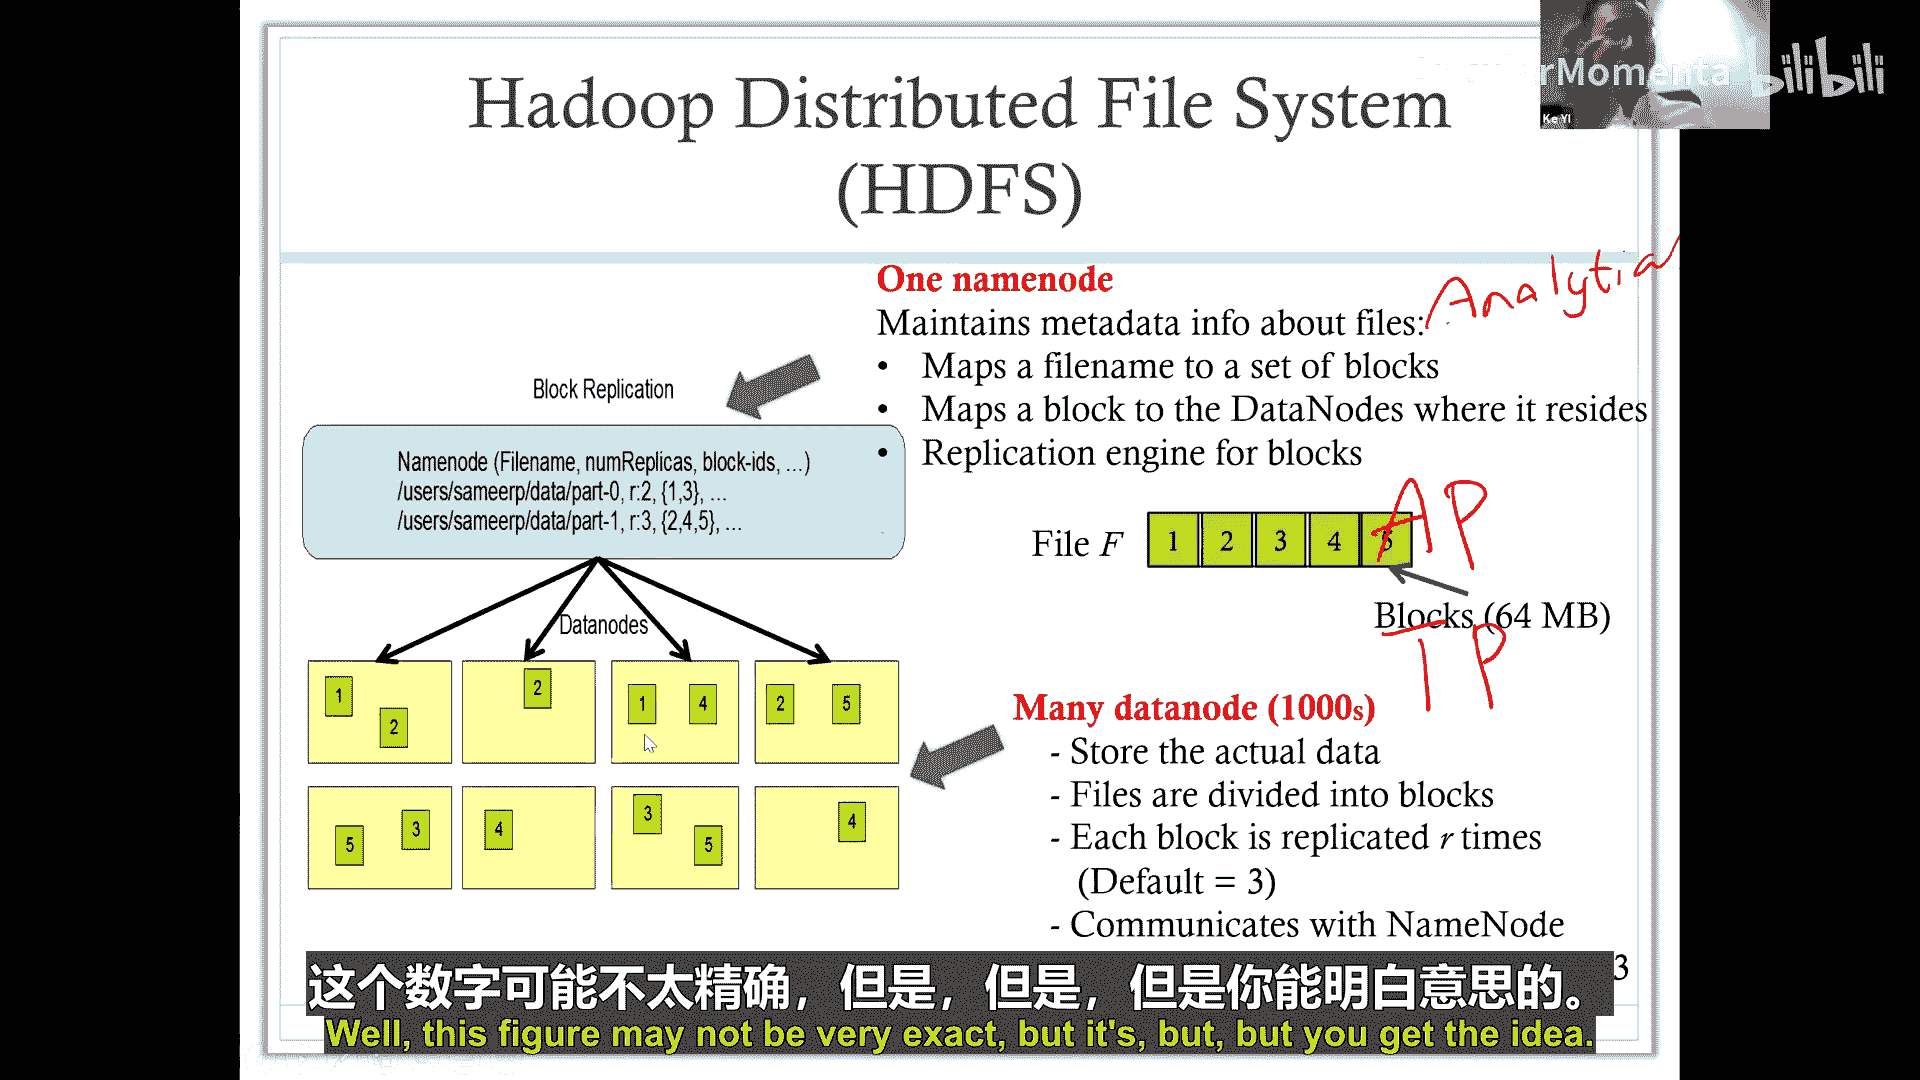 Hadoop Distributed File System
(HDFS)
rMomenta
bilibili
Ke Yi
One namenode
Maintains metadata info about files:
• Maps a filename to a set of blocks
• Maps a block to the DataNodes where it resides
• Replication engine for blocks
Analytical
Block Replication
Namenode (Filename, numReplicas, block-ids, …)
/users/sameerp/data/part-0, r:2, {1,3}, …
/users/sameerp/data/part-1, r:3, {2,4,5}, …
File F 1 2 3 4 5
AP
Blocks (64 MB)
TP
Datanodes
1 2
2
1 4
2 5
5 3
4
3 5
4
Many datanode (1000s)
- Store the actual data
- Files are divided into blocks
- Each block is replicated r times
(Default = 3)
- Communicates with NameNode
3
这个数字可能不太精确，但是，但是，但是你能明白意思的。
Well, this figure may not be very exact, but it's, but, but you get the idea.